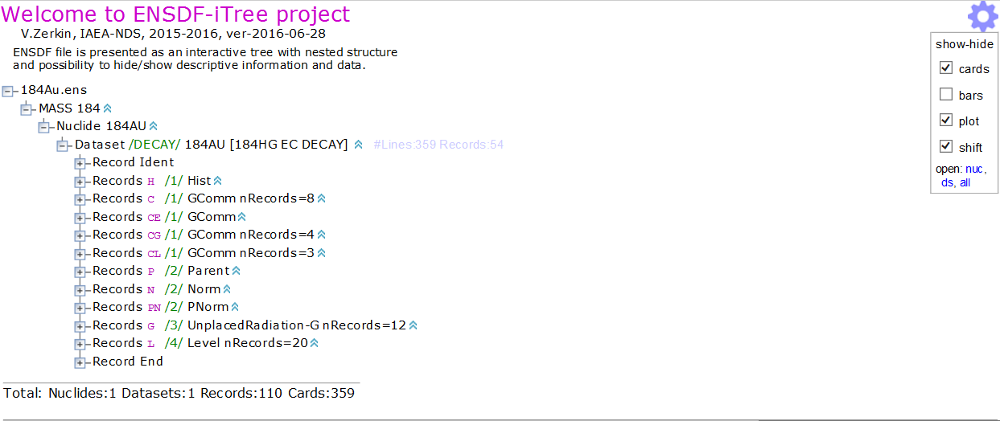 Welcome to ENSDF-iTree project
V.Zerkin, IAEA-NDS, 2015-2016, ver-2016-06-28
ENSDF file is presented as an interactive tree with nested structure
and possibility to hide/show descriptive information and data.
show-hide
cards
bars
plot
shift
open: nuc,
ds, all
184Au.ens
MASS 184
Nuclide 184AU
Dataset /DECAY/ 184AU [184HG EC DECAY] #Lines:359 Records:54
Record Ident
Records H /1/ Hist
Records C /1/ GComm nRecords=8
Records CE /1/ GComm
Records CG /1/ GComm nRecords=4
Records CL /1/ GComm nRecords=3
Records P /2/ Parent
Records N /2/ Norm
Records PN /2/ PNorm
Records G /3/ UnplacedRadiation-G nRecords=12
Records L /4/ Level nRecords=20
Record End
Total: Nuclides:1 Datasets:1 Records:110 Cards:359